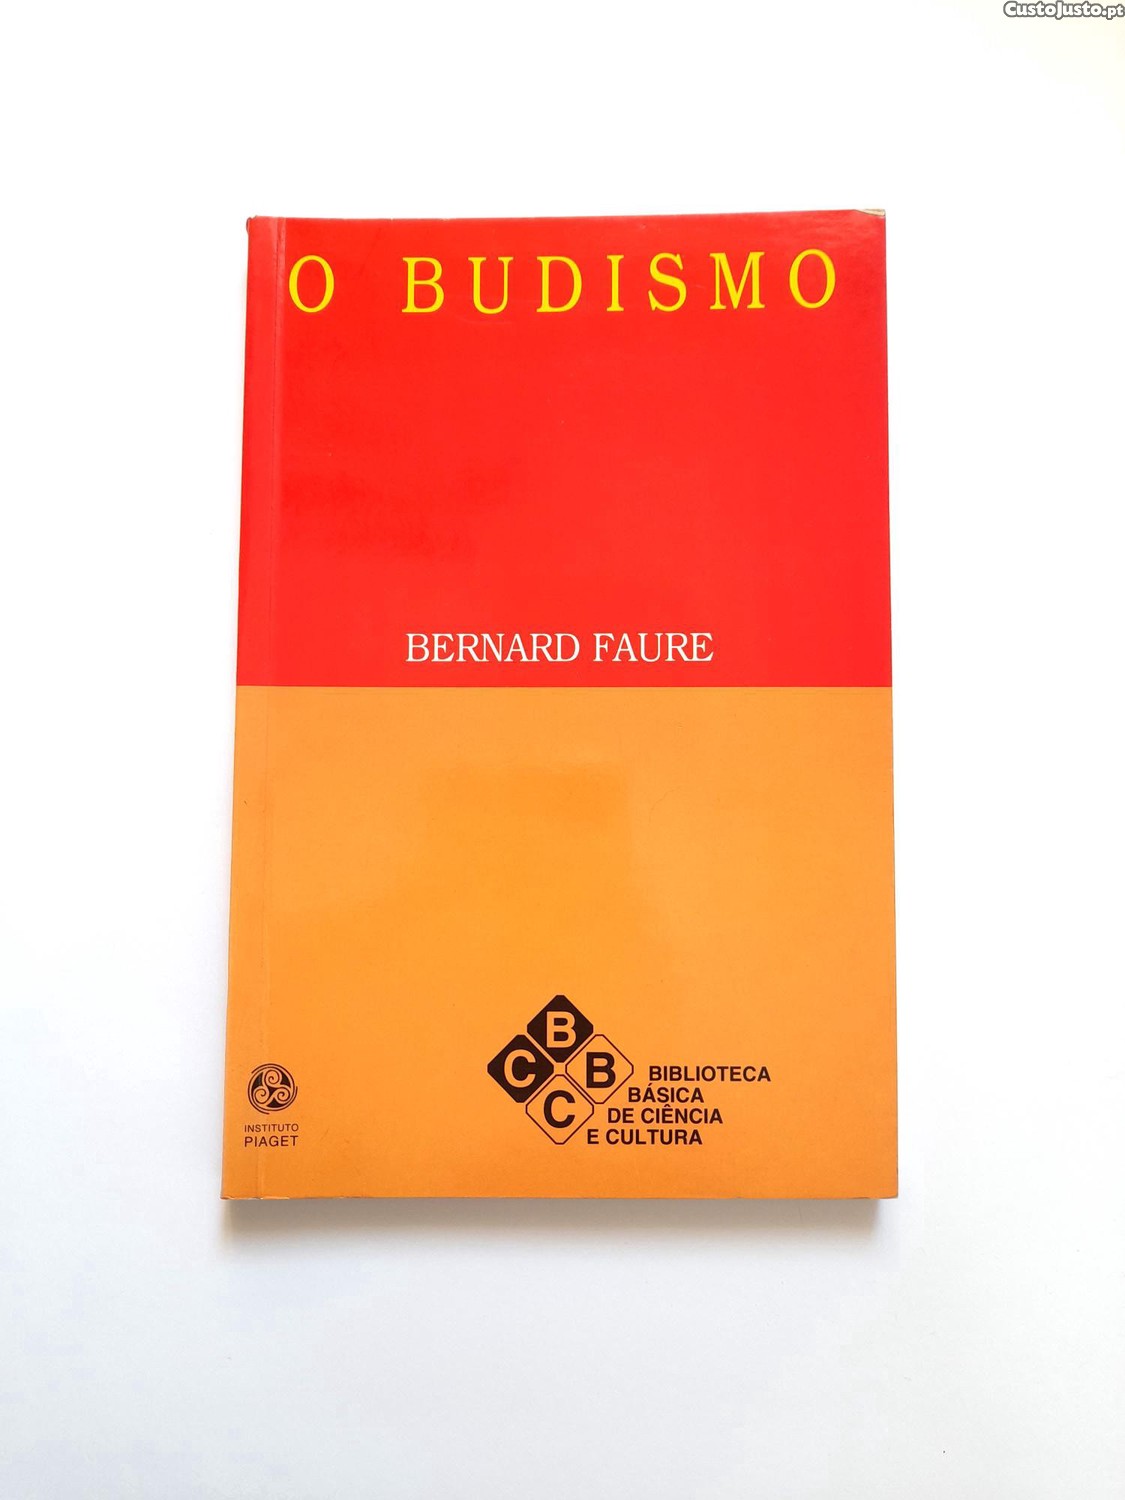 CustoJusto.pt
O BUDISMO
BERNARD FAURE
B
C B
C
BIBLIOTECA
BÁSICA
DE CIÊNCIA
E CULTURA
INSTITUTO
PIAGET